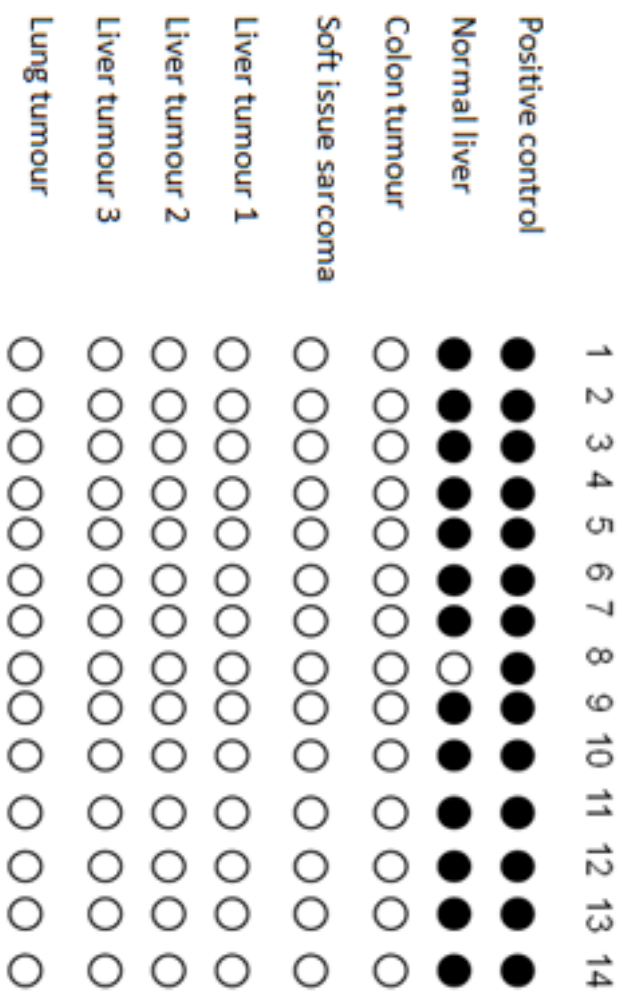 1 2 3 4 5 6 7 8 9 10 11 12 13 14
Positive control
Normal liver
Colon tumour
Soft issue sarcoma
Liver tumour 1
Liver tumour 2
Liver tumour 3
Lung tumour